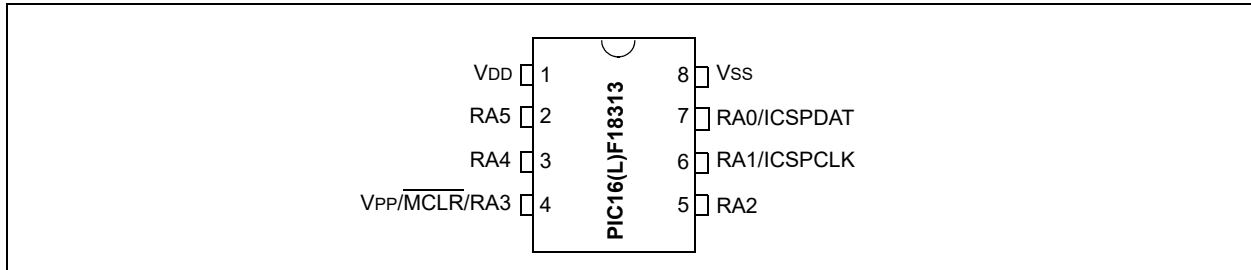 VDD 1 8 VSS
RA5 2 7 RA0/ICSPDAT
RA4 3 6 RA1/ICSPCLK
VPP/MCLR/RA3 4 5 RA2
PIC16(L)F18313